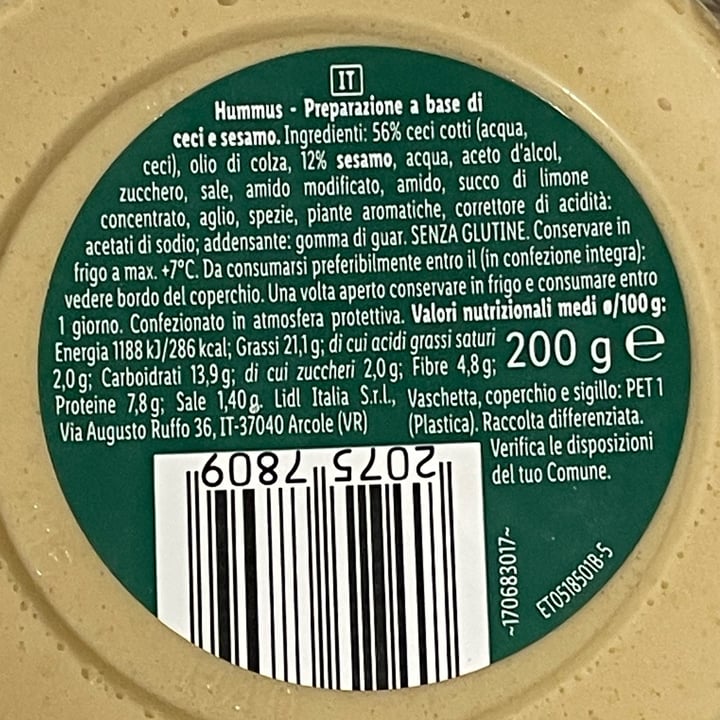 IT
Hummus - Preparazione a base di
ceci e sesamo. Ingredienti: 56% ceci cotti (acqua,
ceci), olio di colza, 12% sesamo, acqua, aceto d'alcol,
zucchero, sale, amido modificato, amido, succo di limone
concentrato, aglio, spezie, piante aromatiche, correttore di acidità:
acetati di sodio; addensante: gomma di guar. SENZA GLUTINE. Conservare in
frigo a max. +7°C. Da consumarsi preferibilmente entro il (in confezione integra):
vedere bordo del coperchio. Una volta aperto conservare in frigo e consumare entro
1 giorno. Confezionato in atmosfera protettiva. Valori nutrizionali medi ø/100 g:
Energia 1188 kJ/286 kcal; Grassi 21,1 g; di cui acidi grassi saturi
2,0 g; Carboidrati 13,9 g; di cui zuccheri 2,0 g; Fibre 4,8 g;
Proteine 7,8 g; Sale 1,40 g. Lidl Italia S.r.l.,
Via Augusto Ruffo 36, IT-37040 Arcole (VR)
200 g e
Vaschetta, coperchio e sigillo: PET 1
(Plastica). Raccolta differenziata.
Verifica le disposizioni
del tuo Comune.
2075 7809
~170683017~
ET0518501B-5